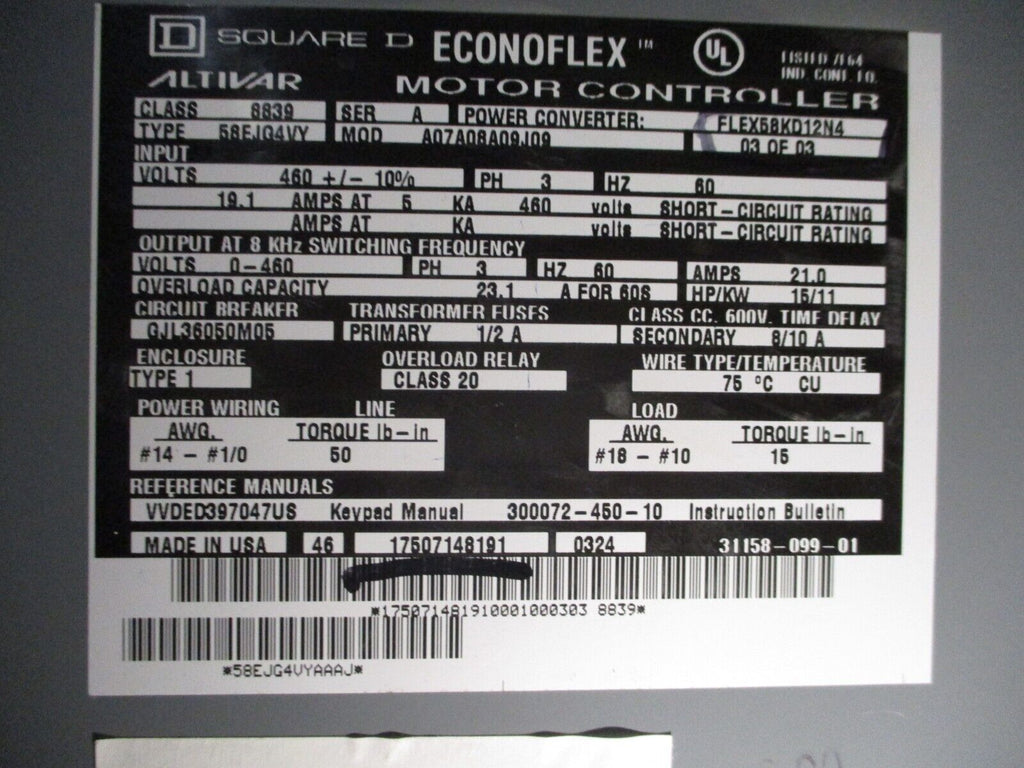 D SQUARE D ECONOFLEX™ UL LISTED 7E64
IND. CONT. EQ.
ALTIVAR MOTOR CONTROLLER
CLASS 8839 SER A POWER CONVERTER: FLEX58KD12N4
TYPE 58EJG4VY MOD A07A08A09J09 03 OF 03
INPUT
VOLTS 460 +/- 10% PH 3 HZ 60
19.1 AMPS AT 5 KA 460 volts SHORT-CIRCUIT RATING
AMPS AT KA volts SHORT-CIRCUIT RATING
OUTPUT AT 8 KHz SWITCHING FREQUENCY
VOLTS 0-460 PH 3 HZ 60 AMPS 21.0
OVERLOAD CAPACITY 23.1 A FOR 60S HP/KW 15/11
CIRCUIT BREAKER TRANSFORMER FUSES CLASS CC. 600V. TIME DELAY
GJL36050M05 PRIMARY 1/2 A SECONDARY 8/10 A
ENCLOSURE OVERLOAD RELAY WIRE TYPE/TEMPERATURE
TYPE 1 CLASS 20 75 °C CU
POWER WIRING LINE LOAD
AWG. TORQUE lb-in AWG. TORQUE lb-in
#14 - #1/0 50 #18 - #10 15
REFERENCE MANUALS
VVDED397047US Keypad Manual 300072-450-10 Instruction Bulletin
MADE IN USA 46 17507148191 0324 31158-099-01
*175071481910001000303 8839*
*58EJG4VYAAAJ*